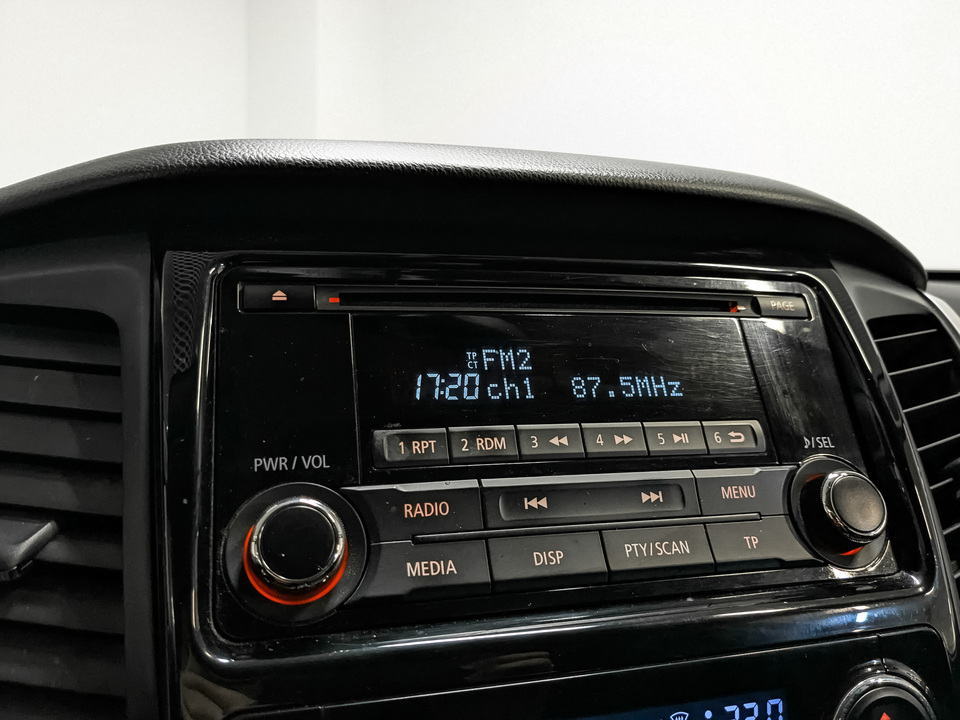 PAGE
TP
CT
FM2
17:20 ch1 87.5MHz
1 RPT 2 RDM 3 4 5 6
PWR / VOL
/SEL
RADIO
MENU
MEDIA DISP PTY/SCAN TP